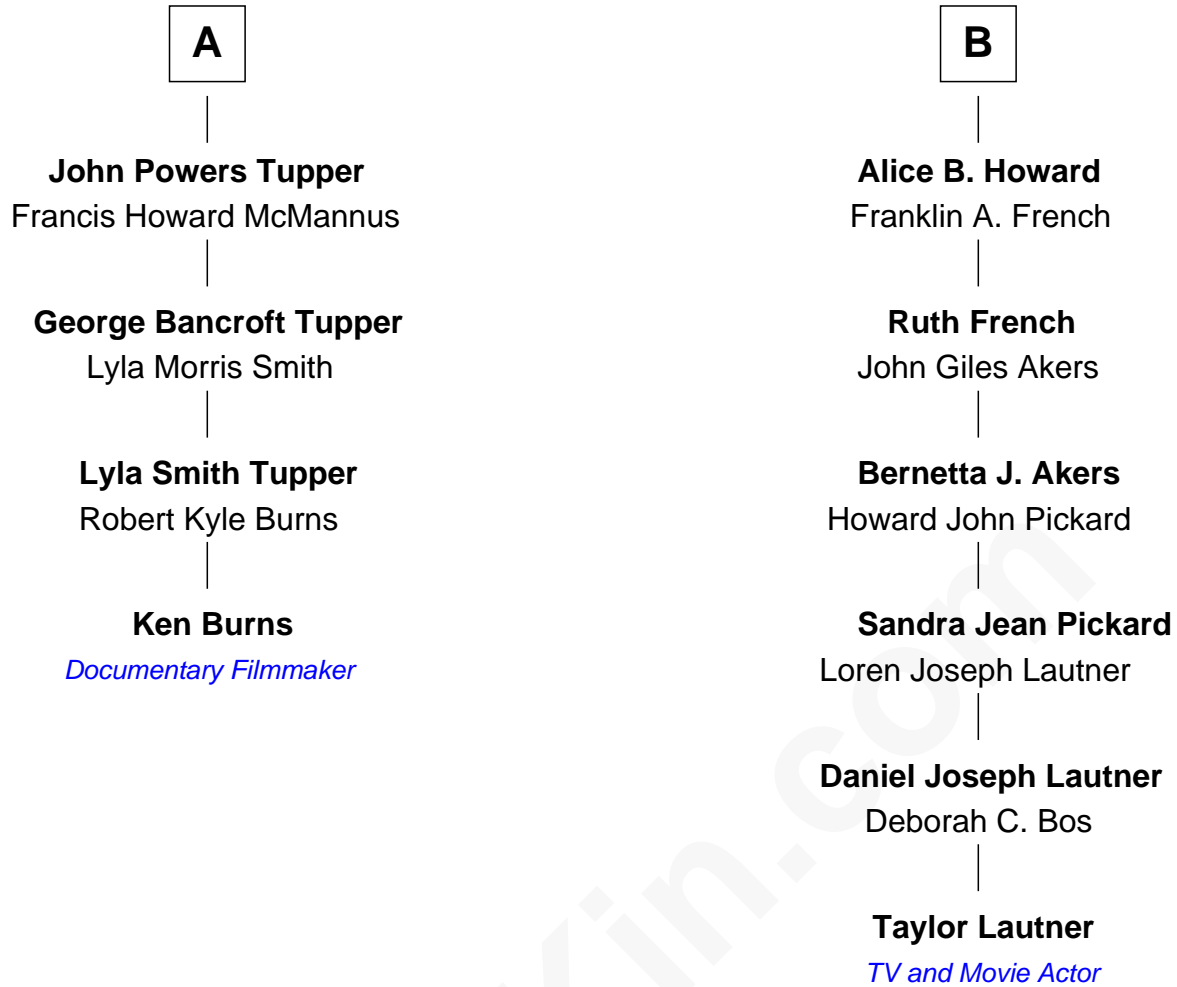 A
John Powers Tupper
Francis Howard McMannus
George Bancroft Tupper
Lyla Morris Smith
Lyla Smith Tupper
Robert Kyle Burns
Ken Burns
Documentary Filmmaker
B
Alice B. Howard
Franklin A. French
Ruth French
John Giles Akers
Bernetta J. Akers
Howard John Pickard
Sandra Jean Pickard
Loren Joseph Lautner
Daniel Joseph Lautner
Deborah C. Bos
Taylor Lautner
TV and Movie Actor
Kin.com